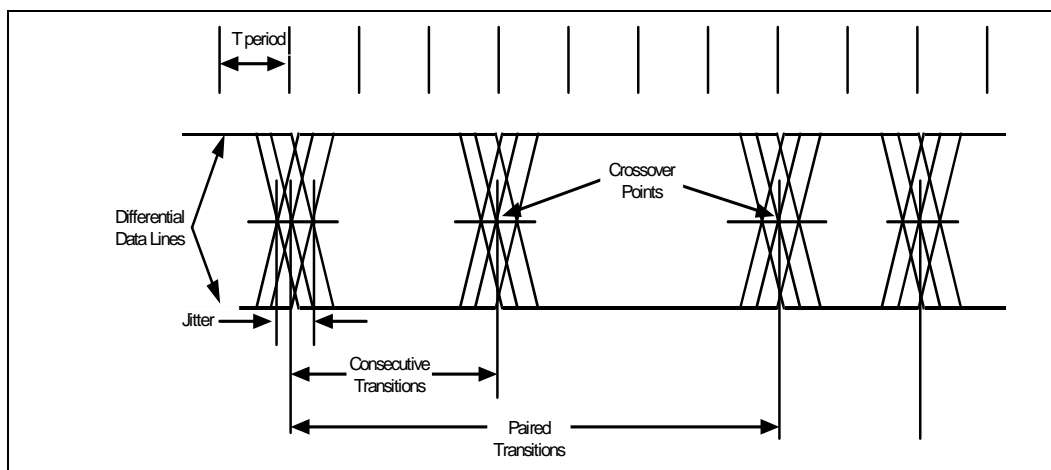 T period
Crossover
Points
Differential
Data Lines
Jitter
Consecutive
Transitions
Paired
Transitions